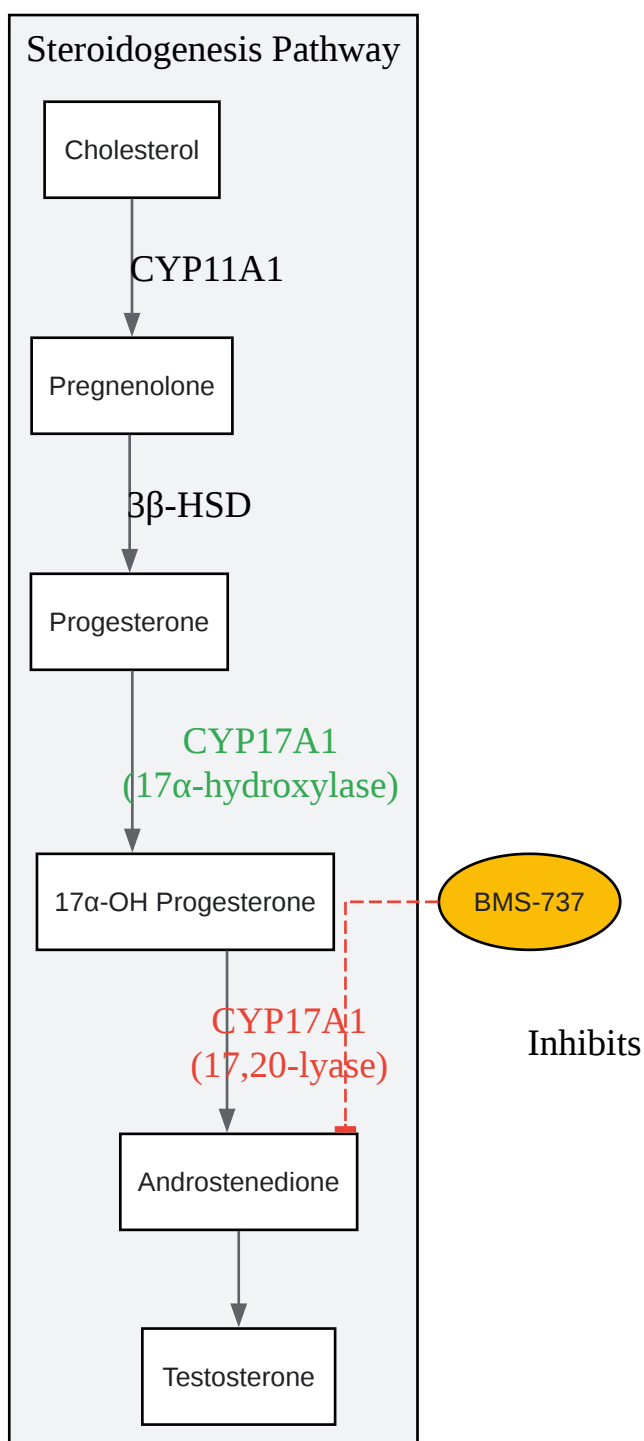 Steroidogenesis Pathway
Cholesterol
CYP11A1
Pregnenolone
3β-HSD
Progesterone
CYP17A1
(17α-hydroxylase)
17α-OH Progesterone
BMS-737
CYP17A1
(17,20-lyase)
Inhibits
Androstenedione
Testosterone